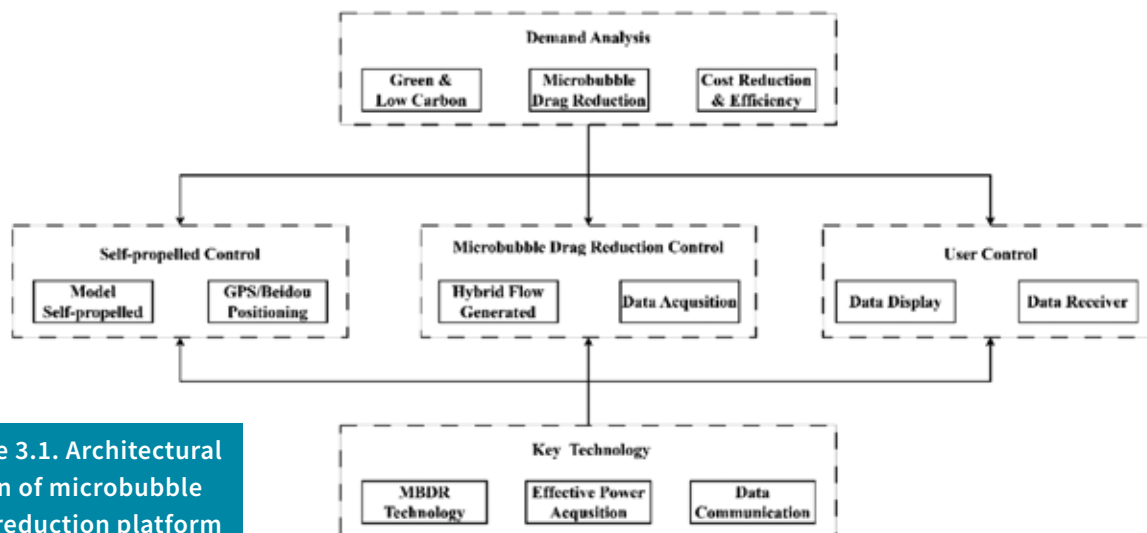 Demand Analysis
Green &
Low Carbon
Microbubble
Drag Reduction
Cost Reduction
& Efficiency
Self-propelled Control
Model
Self-propelled
GPS/Beidou
Positioning
Microbubble Drag Reduction Control
Hybrid Flow
Generated
Data Acqusition
User Control
Data Display
Data Receiver
Key Technology
MBDR
Technology
Effective Power
Acqusition
Data
Communication
e 3.1. Architectural
n of microbubble
reduction platform